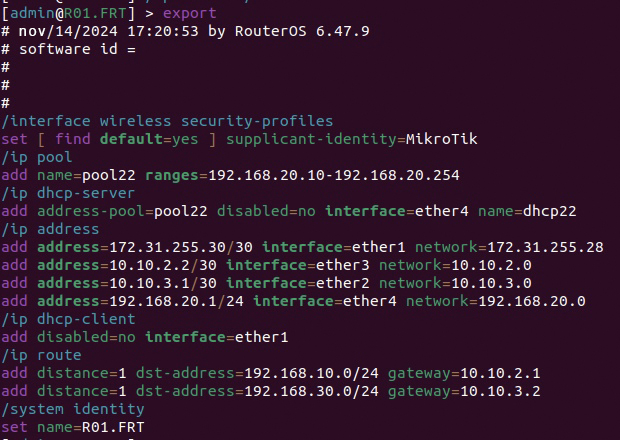 [admin@R01.FRT] > export
# nov/14/2024 17:20:53 by RouterOS 6.47.9
# software id =
#
#
#
/interface wireless security-profiles
set [ find default=yes ] supplicant-identity=MikroTik
/ip pool
add name=pool22 ranges=192.168.20.10-192.168.20.254
/ip dhcp-server
add address-pool=pool22 disabled=no interface=ether4 name=dhcp22
/ip address
add address=172.31.255.30/30 interface=ether1 network=172.31.255.28
add address=10.10.2.2/30 interface=ether3 network=10.10.2.0
add address=10.10.3.1/30 interface=ether2 network=10.10.3.0
add address=192.168.20.1/24 interface=ether4 network=192.168.20.0
/ip dhcp-client
add disabled=no interface=ether1
/ip route
add distance=1 dst-address=192.168.10.0/24 gateway=10.10.2.1
add distance=1 dst-address=192.168.30.0/24 gateway=10.10.3.2
/system identity
set name=R01.FRT